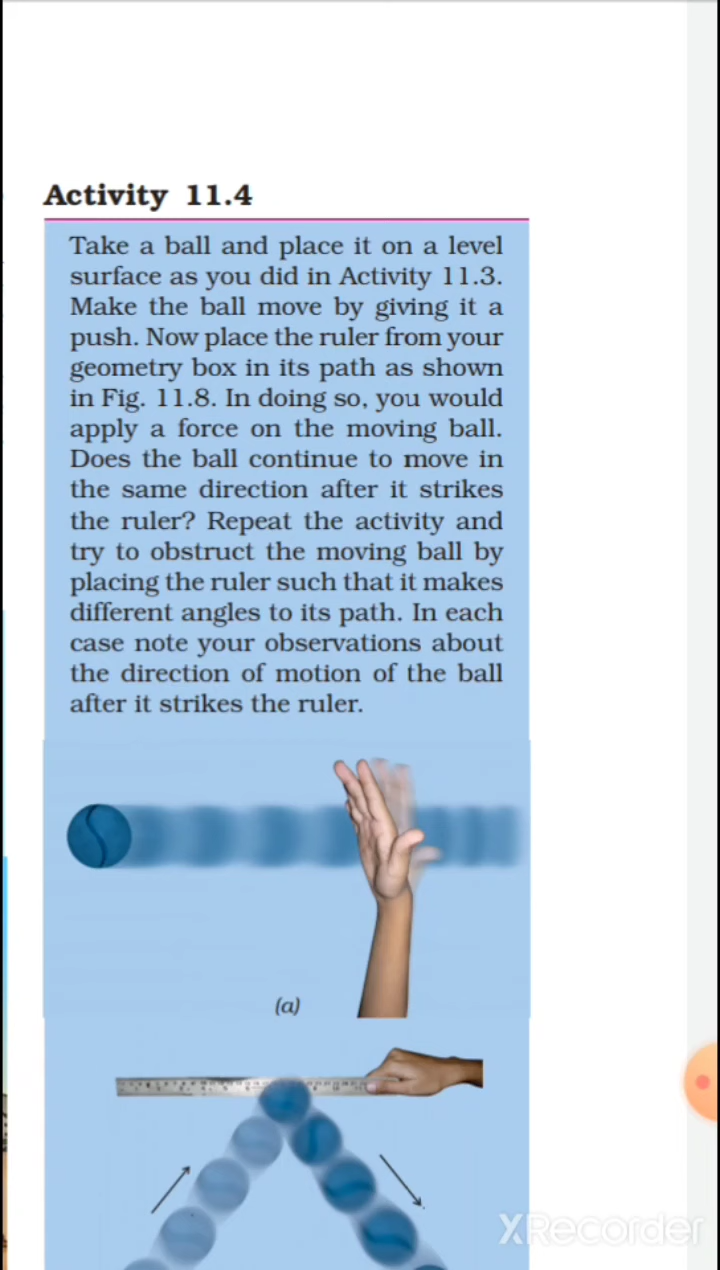 Activity 11.4
Take a ball and place it on a level
surface as you did in Activity 11.3.
Make the ball move by giving it a
push. Now place the ruler from your
geometry box in its path as shown
in Fig. 11.8. In doing so, you would
apply a force on the moving ball.
Does the ball continue to move in
the same direction after it strikes
the ruler? Repeat the activity and
try to obstruct the moving ball by
placing the ruler such that it makes
different angles to its path. In each
case note your observations about
the direction of motion of the ball
after it strikes the ruler.
(a)
XRecorder